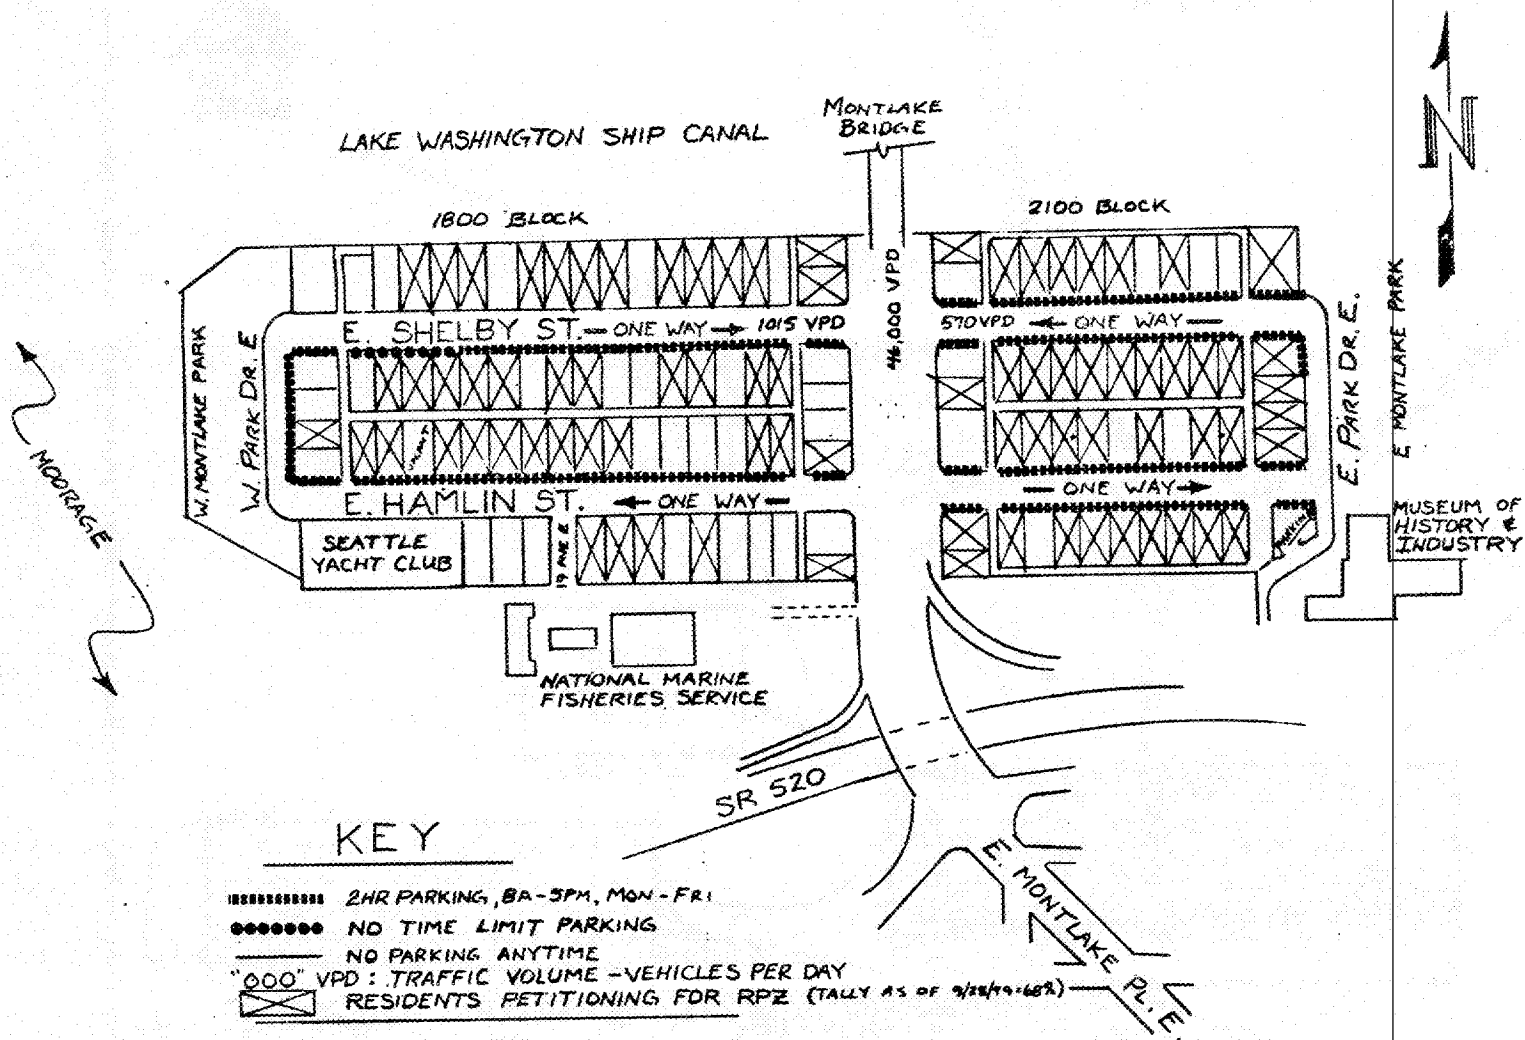 MONTLAKE
BRIDGE
LAKE WASHINGTON SHIP CANAL
N
1800 BLOCK
2100 BLOCK
46,000 VPD
E. SHELBY ST. ONE WAY 1015 VPD
570 VPD ONE WAY
W. MONTLAKE PARK
W. PARK DR. E
E. PARK DR. E.
E MONTLAKE PARK
MOORAGE
E. HAMLIN ST. ONE WAY
ONE WAY
SEATTLE
YACHT CLUB
19 AVE E
MUSEUM OF
HISTORY &
INDUSTRY
NATIONAL MARINE
FISHERIES SERVICE
SR 520
E. MONTLAKE PL. E.
KEY
2HR PARKING, 8A-5PM, MON-FRI
NO TIME LIMIT PARKING
NO PARKING ANYTIME
"000" VPD: TRAFFIC VOLUME - VEHICLES PER DAY
RESIDENTS PETITIONING FOR RPZ (TALLY AS OF